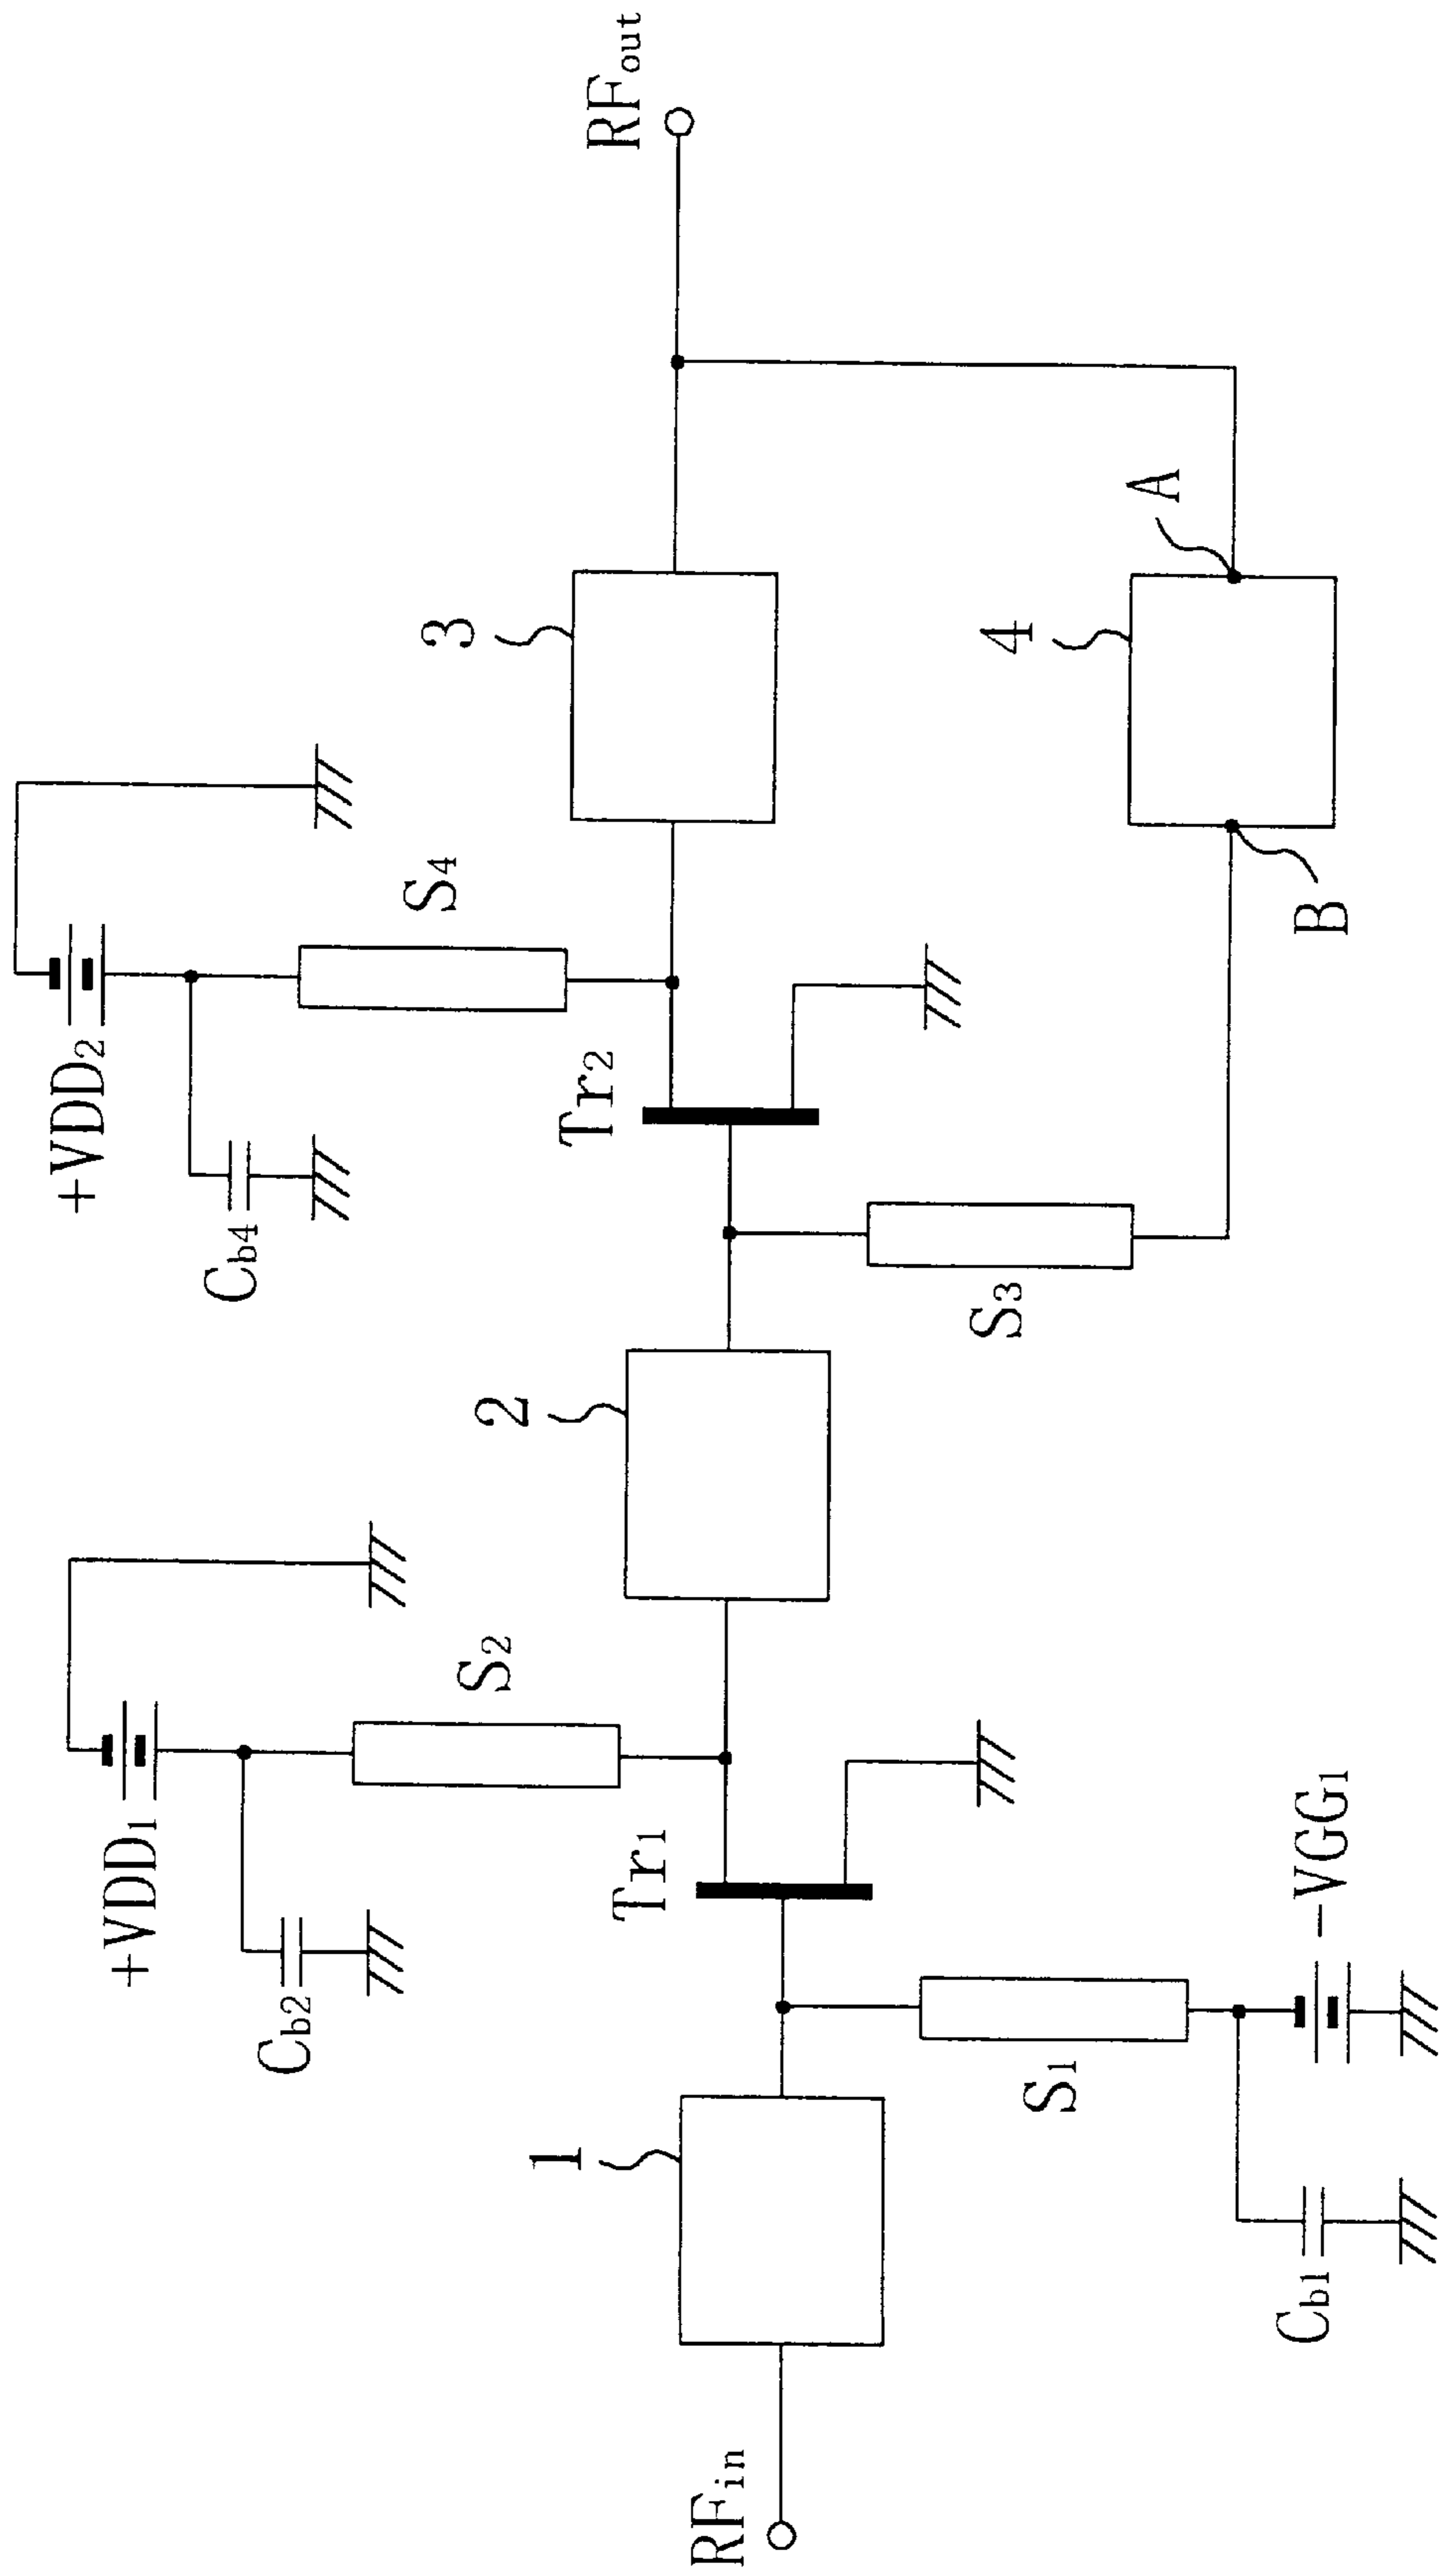 +VDD1
+VDD2
Cb2
S2
Cb4
S4
1
Tr1
2
Tr2
3
RFin
RFout
S1
S3
4
A
B
Cb1
-VGG1